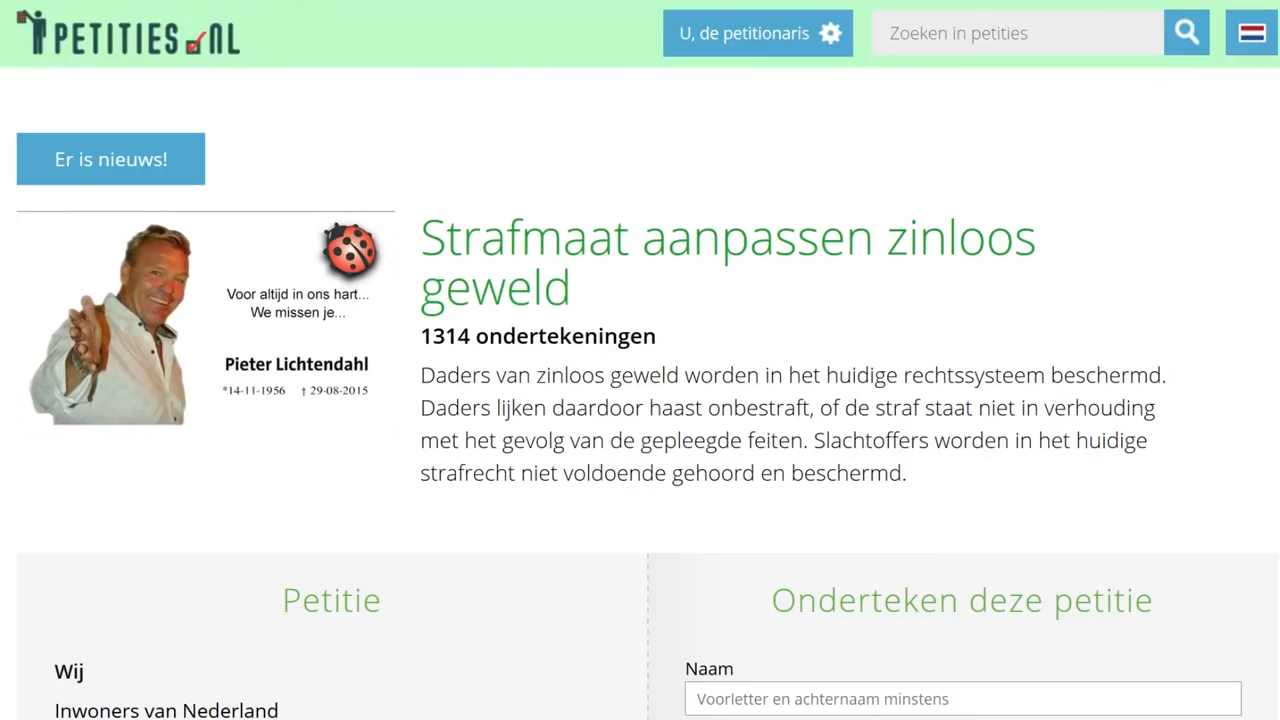 PETITIES.NL
U, de petitionaris
Zoeken in petities
Er is nieuws!
Voor altijd in ons hart...
We missen je...
Pieter Lichtendahl
*14-11-1956 † 29-08-2015
Strafmaat aanpassen zinloos
geweld
1314 ondertekeningen
Daders van zinloos geweld worden in het huidige rechtssysteem beschermd.
Daders lijken daardoor haast onbestraft, of de straf staat niet in verhouding
met het gevolg van de gepleegde feiten. Slachtoffers worden in het huidige
strafrecht niet voldoende gehoord en beschermd.
Petitie
Wij
Inwoners van Nederland
Onderteken deze petitie
Naam
Voorletter en achternaam minstens